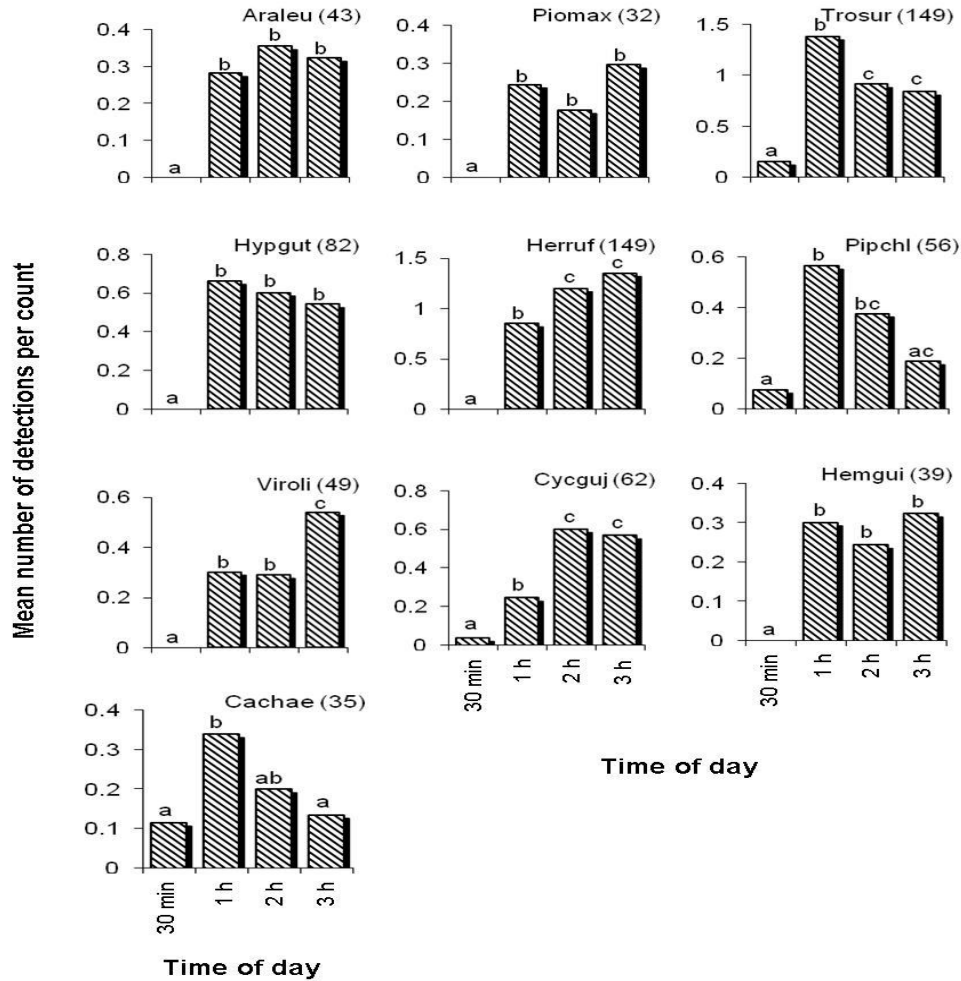 Mean number of detections per count
Araleu (43)
0.4
0.3
0.2
0.1
0
a
b
b
b
Piomax (32)
0.4
0.3
0.2
0.1
0
a
b
b
b
Trosur (149)
1.5
1
0.5
0
a
b
c
c
Hypgut (82)
0.8
0.6
0.4
0.2
0
a
b
b
b
Herruf (149)
1.5
1
0.5
0
a
b
c
c
Pipchl (56)
0.6
0.4
0.2
0
a
b
bc
ac
Viroli (49)
0.6
0.4
0.2
0
a
b
b
c
Cycguj (62)
0.8
0.6
0.4
0.2
0
a
b
c
c
30 min
1 h
2 h
3 h
Hemgui (39)
0.4
0.3
0.2
0.1
0
a
b
b
b
30 min
1 h
2 h
3 h
Time of day
Cachae (35)
0.4
0.3
0.2
0.1
0
a
b
ab
a
30 min
1 h
2 h
3 h
Time of day